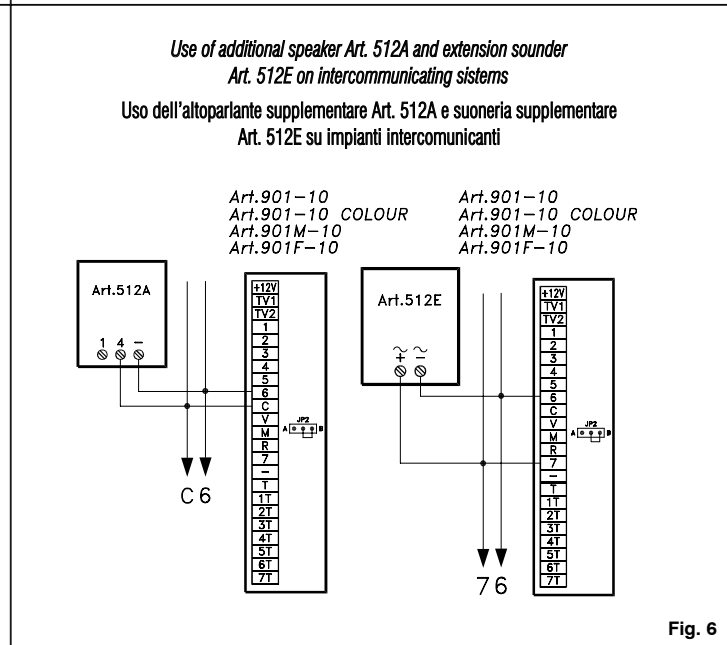 Use of additional speaker Art. 512A and extension sounder
Art. 512E on intercommunicating sistems
Uso dell'altoparlante supplementare Art. 512A e suoneria supplementare
Art. 512E su impianti intercomunicanti
Art.901-10
Art.901-10 COLOUR
Art.901M-10
Art.901F-10
Art.512A
1 4 -
+12V
TV1
TV2
1
2
3
4
5
6
C
V
M
R
7
-
T
1T
2T
3T
4T
5T
6T
7T
JP2
A B
C 6
Art.901-10
Art.901-10 COLOUR
Art.901M-10
Art.901F-10
Art.512E
~ ~
+ -
+12V
TV1
TV2
1
2
3
4
5
6
C
V
M
R
7
-
T
1T
2T
3T
4T
5T
6T
7T
JP2
A B
7 6
Fig. 6